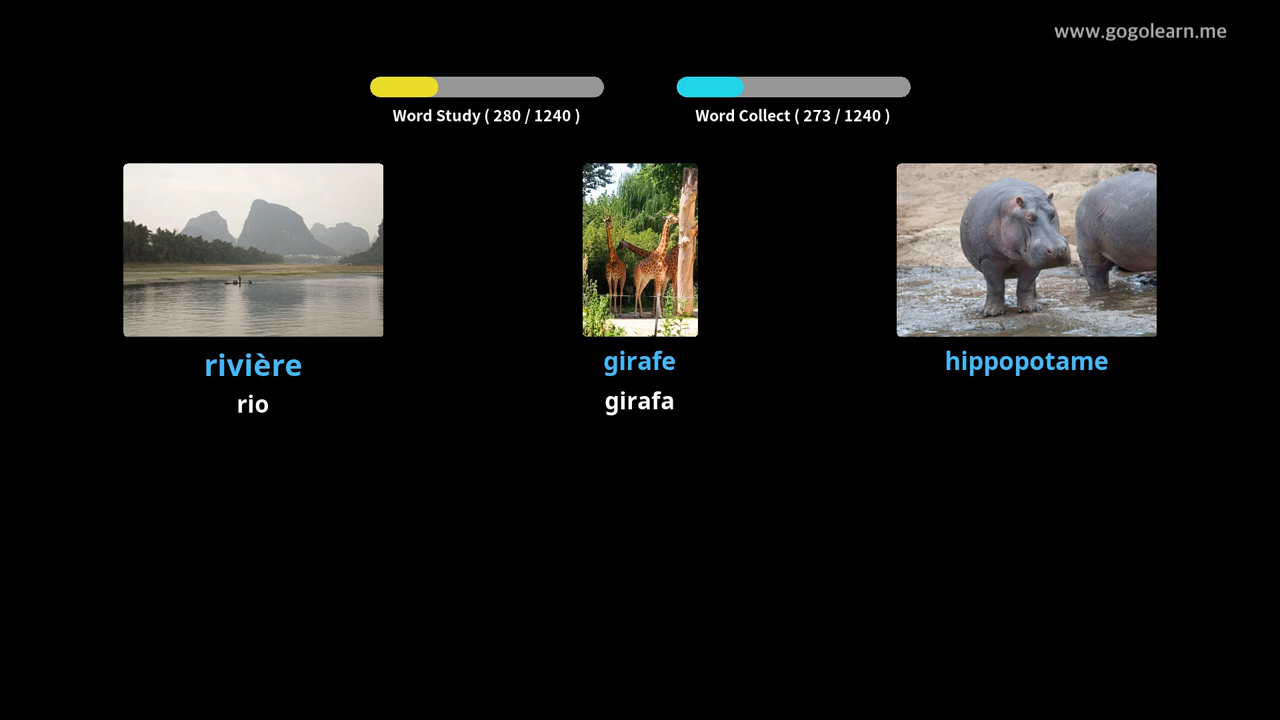 www.gogolearn.me
Word Study ( 280 / 1240 )
Word Collect ( 273 / 1240 )
rivière
rio
girafe
girafa
hippopotame